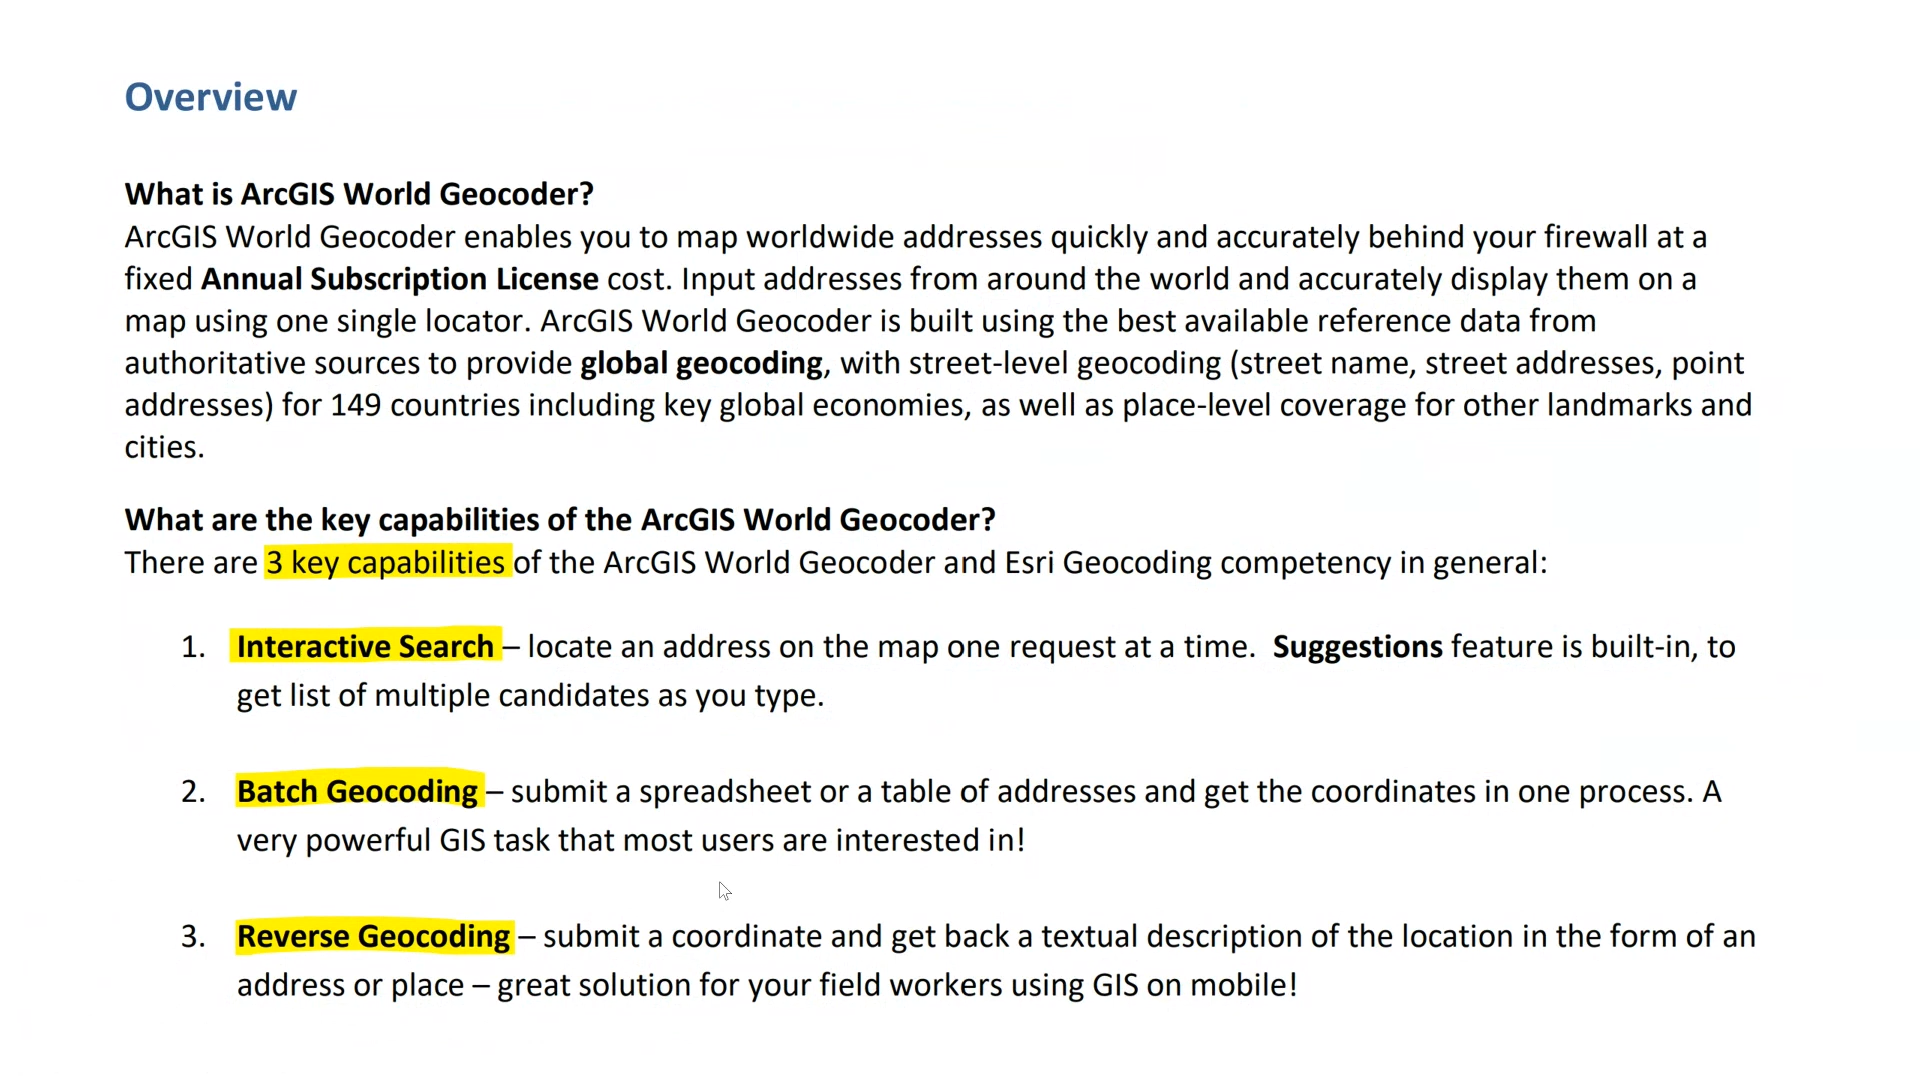 Overview
What is ArcGIS World Geocoder?
ArcGIS World Geocoder enables you to map worldwide addresses quickly and accurately behind your firewall at a
fixed Annual Subscription License cost. Input addresses from around the world and accurately display them on a
map using one single locator. ArcGIS World Geocoder is built using the best available reference data from
authoritative sources to provide global geocoding, with street-level geocoding (street name, street addresses, point
addresses) for 149 countries including key global economies, as well as place-level coverage for other landmarks and
cities.
What are the key capabilities of the ArcGIS World Geocoder?
There are 3 key capabilities of the ArcGIS World Geocoder and Esri Geocoding competency in general:
1. Interactive Search – locate an address on the map one request at a time. Suggestions feature is built-in, to
get list of multiple candidates as you type.
2. Batch Geocoding – submit a spreadsheet or a table of addresses and get the coordinates in one process. A
very powerful GIS task that most users are interested in!
3. Reverse Geocoding – submit a coordinate and get back a textual description of the location in the form of an
address or place – great solution for your field workers using GIS on mobile!